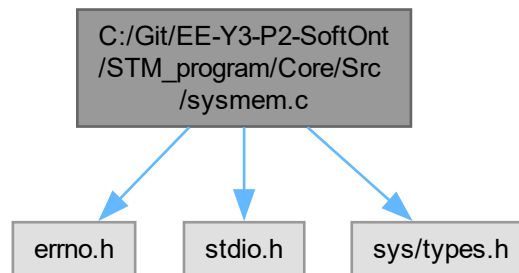 C:/Git/EE-Y3-P2-SoftOnt
/STM_program/Core/Src
/sysmem.c
errno.h
stdio.h
sys/types.h